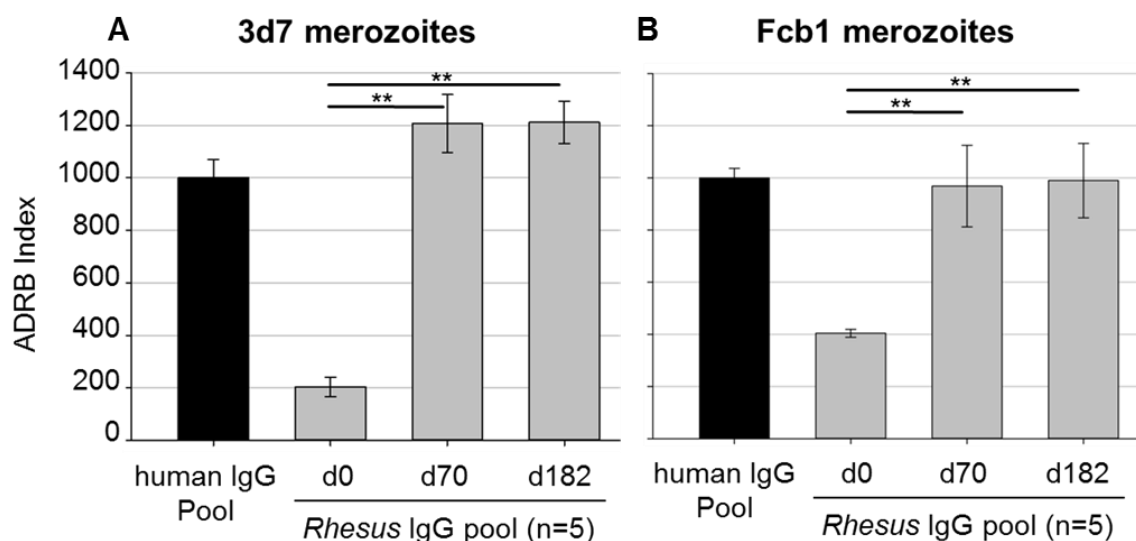 A
3d7 merozoites
B
Fcb1 merozoites
ADRB Index
1400
1200
1000
800
600
400
200
0
**
**
**
**
human IgG
Pool
d0
d70
d182
Rhesus IgG pool (n=5)
human IgG
Pool
d0
d70
d182
Rhesus IgG pool (n=5)